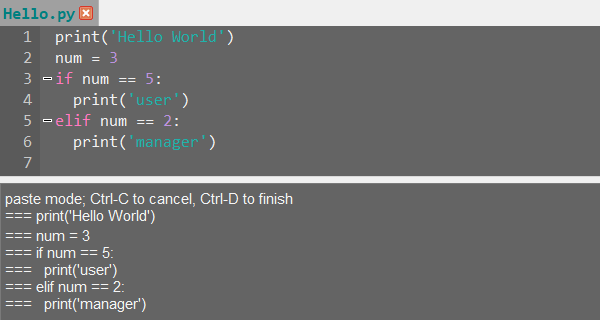 Hello.py
1 print('Hello World')
2 num = 3
3 if num == 5:
4   print('user')
5 elif num == 2:
6   print('manager')
7
paste mode; Ctrl-C to cancel, Ctrl-D to finish
=== print('Hello World')
=== num = 3
=== if num == 5:
===   print('user')
=== elif num == 2:
===   print('manager')